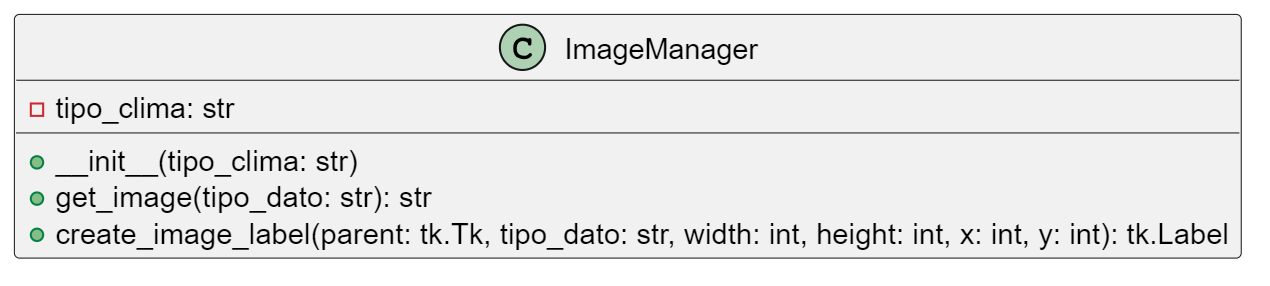 C ImageManager
tipo_clima: str
__init__(tipo_clima: str)
get_image(tipo_dato: str): str
create_image_label(parent: tk.Tk, tipo_dato: str, width: int, height: int, x: int, y: int): tk.Label